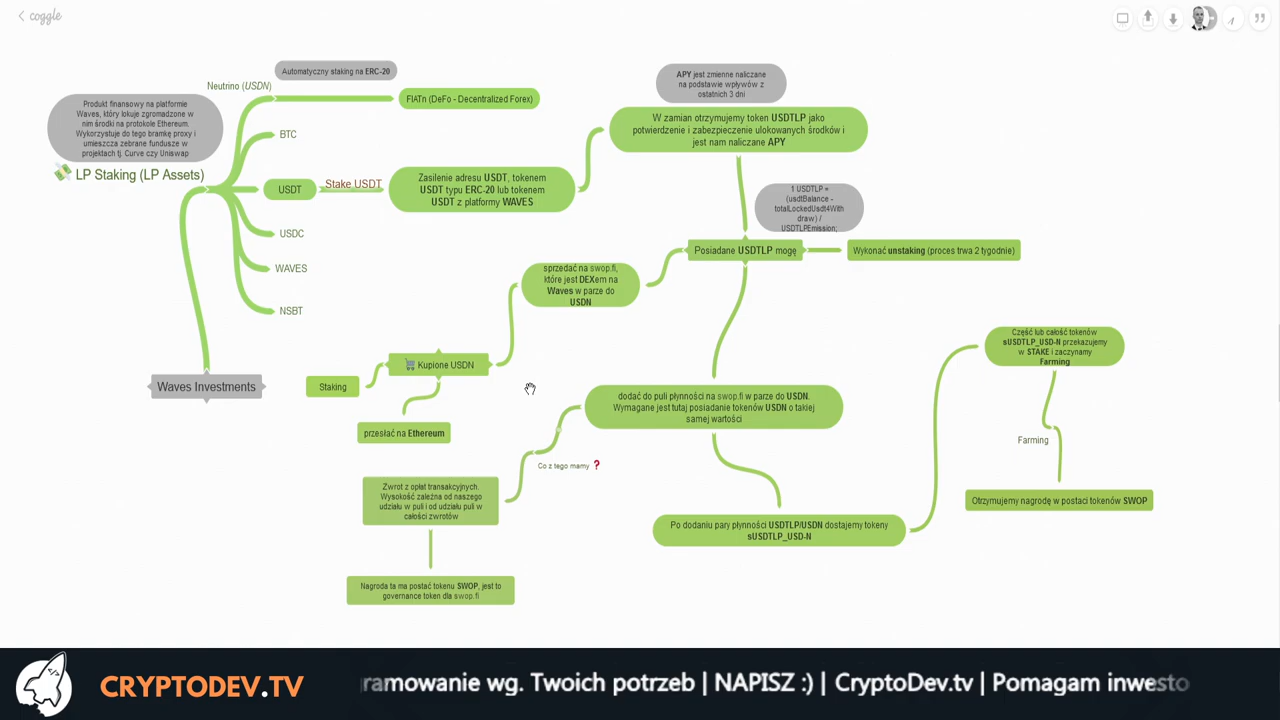 coggle
Automatyczny staking na ERC-20
Neutrino (USDN)
FIATn (DeFo - Decentralized Forex)
Produkt finansowy na platformie
Waves, który lokuje zgromadzone w
nim środki na protokole Ethereum.
Wykorzystuje do tego bramkę proxy i
umieszcza zebrane fundusze w
projektach tj. Curve czy Uniswap
LP Staking (LP Assets)
BTC
USDT
Stake USDT
Zasilenie adresu USDT, tokenem
USDT typu ERC-20 lub tokenem
USDT z platformy WAVES
USDC
WAVES
NSBT
APY jest zmienne naliczane
na podstawie wpływów z
ostatnich 3 dni
W zamian otrzymujemy token USDTLP jako
potwierdzenie i zabezpieczenie ulokowanych środków i
jest nam naliczane APY
1 USDTLP =
(usdtBalance -
totalLockedUsdt4With
draw) /
USDTLPEmission;
Posiadane USDTLP mogę
Wykonać unstaking (proces trwa 2 tygodnie)
sprzedać na swop.fi,
które jest DEXem na
Waves w parze do
USDN
Kupione USDN
Staking
przesłać na Ethereum
Waves Investments
dodać do puli płynności na swop.fi w parze do USDN.
Wymagane jest tutaj posiadanie tokenów USDN o takiej
samej wartości
Co z tego mamy ❓
Zwrot z opłat transakcyjnych.
Wysokość zależna od naszego
udziału w puli i od udziału puli w
całości zwrotów
Nagroda ta ma postać tokenu SWOP, jest to
governance token dla swop.fi
Po dodaniu pary płynności USDTLP/USDN dostajemy tokeny
sUSDTLP_USD-N
Część lub całość tokenów
sUSDTLP_USD-N przekazujemy
w STAKE i zaczynamy
Farming
Farming
Otrzymujemy nagrodę w postaci tokenów SWOP
CRYPTODEV.TV
ramowanie wg. Twoich potrzeb | NAPISZ :) | CryptoDev.tv | Pomagam inwesto